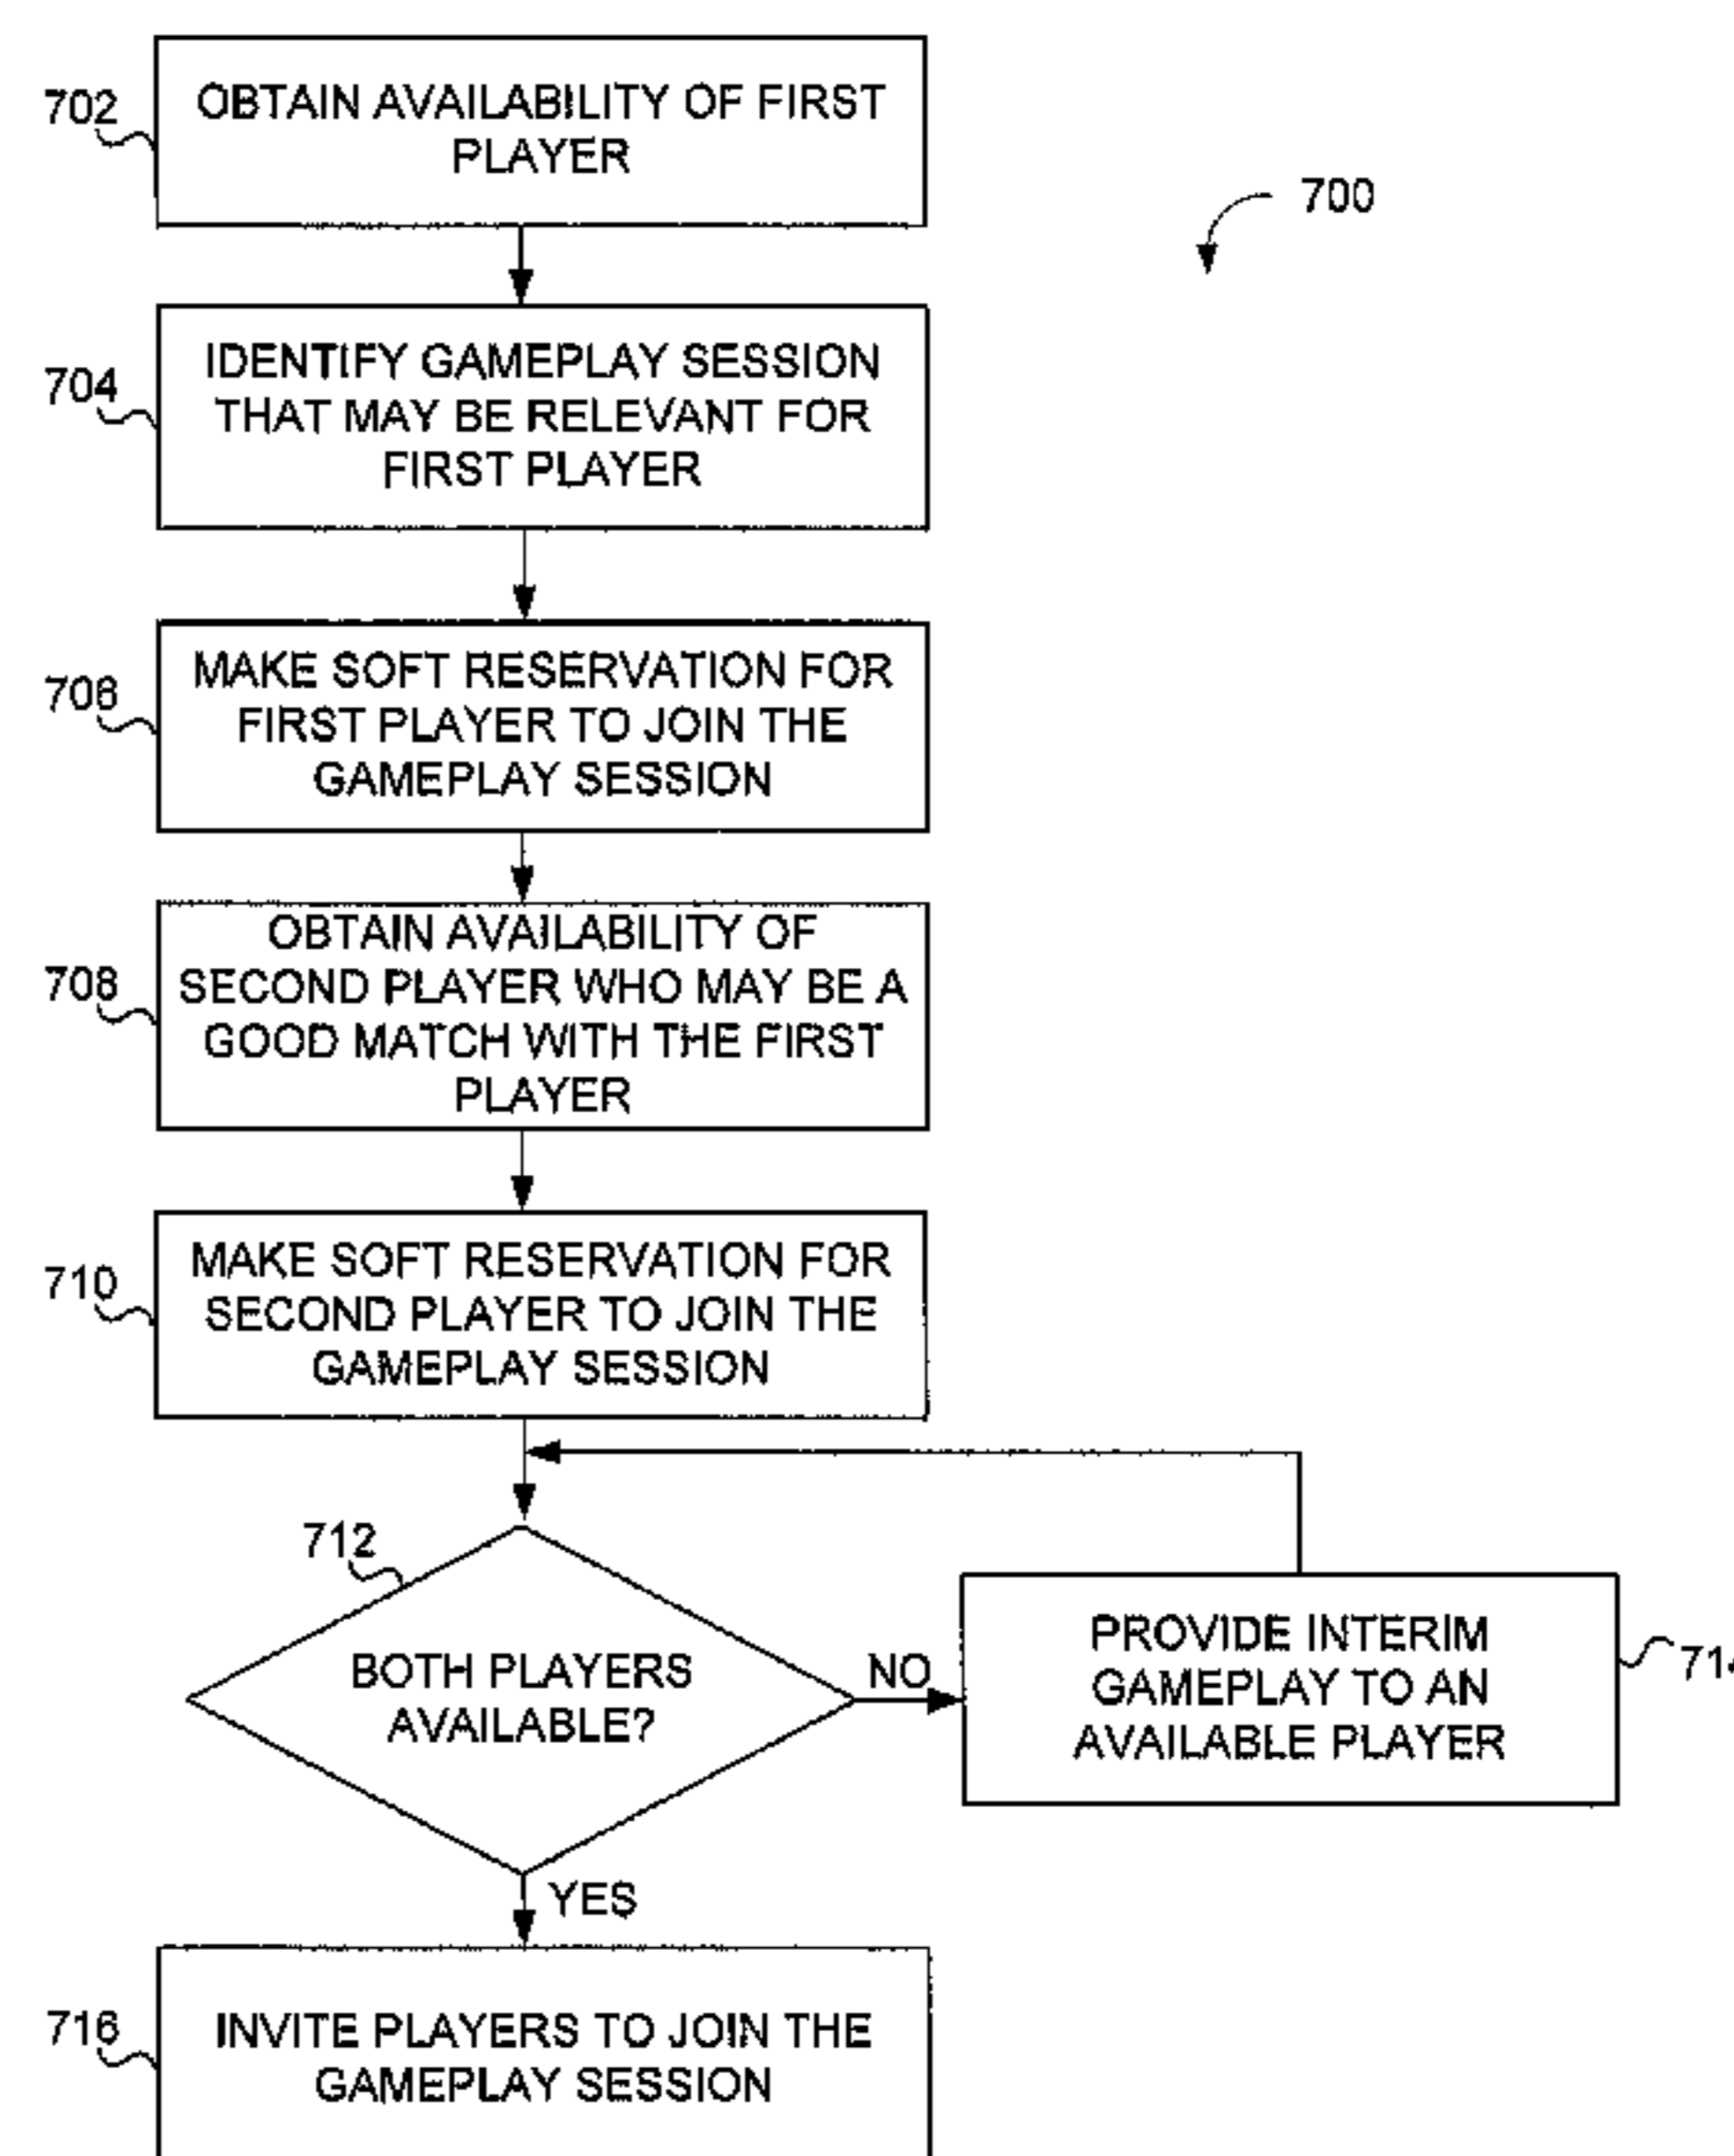 702
OBTAIN AVAILABILITY OF FIRST
PLAYER
700
704
IDENTIFY GAMEPLAY SESSION
THAT MAY BE RELEVANT FOR
FIRST PLAYER
706
MAKE SOFT RESERVATION FOR
FIRST PLAYER TO JOIN THE
GAMEPLAY SESSION
708
OBTAIN AVAILABILITY OF
SECOND PLAYER WHO MAY BE A
GOOD MATCH WITH THE FIRST
PLAYER
710
MAKE SOFT RESERVATION FOR
SECOND PLAYER TO JOIN THE
GAMEPLAY SESSION
712
BOTH PLAYERS
AVAILABLE?
NO
PROVIDE INTERIM
GAMEPLAY TO AN
AVAILABLE PLAYER
YES
716
INVITE PLAYERS TO JOIN THE
GAMEPLAY SESSION